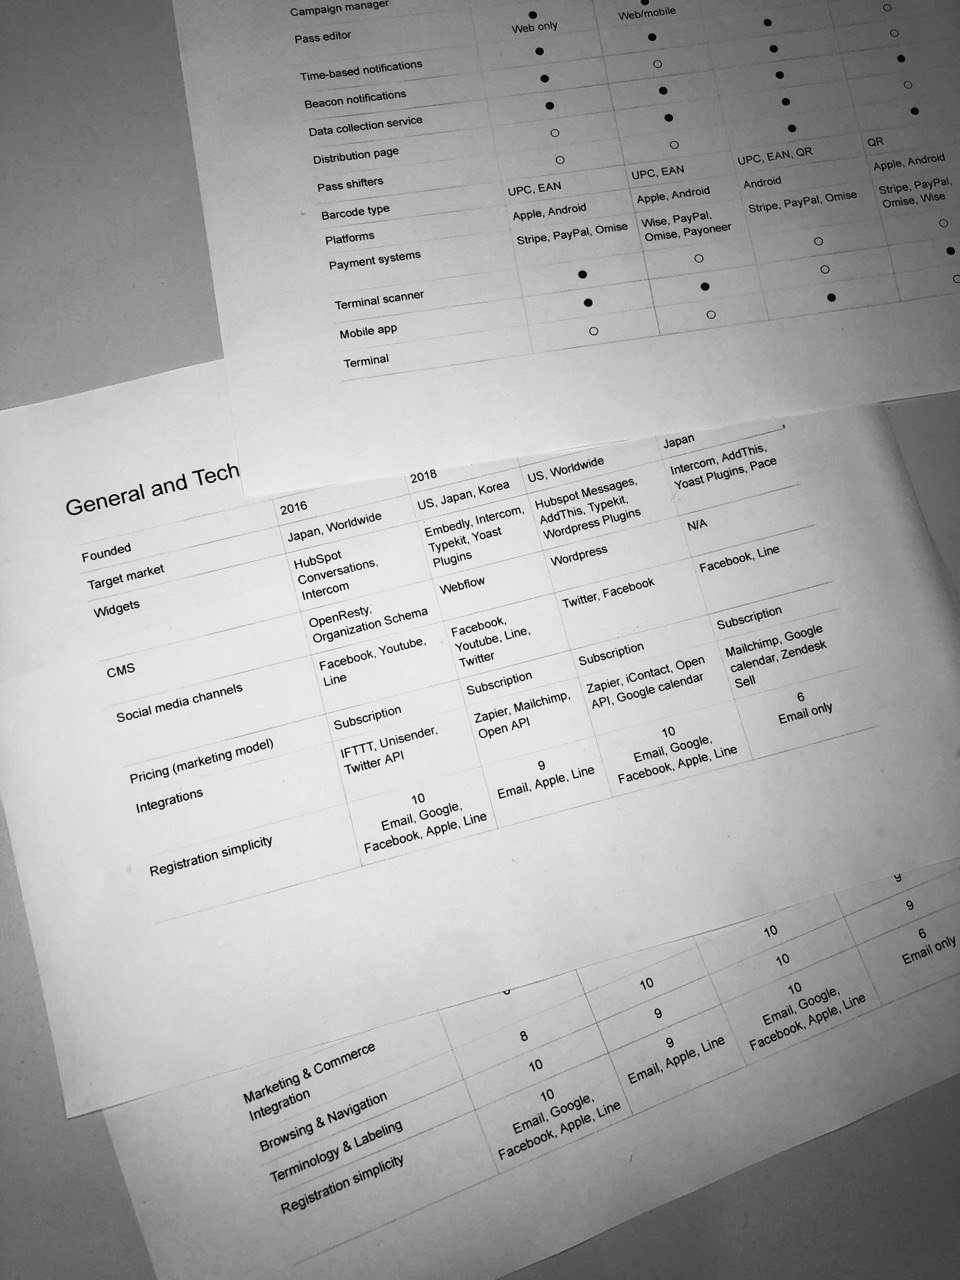 Campaign manager
Pass editor
Web only
Web/mobile
Time-based notifications
Beacon notifications
Data collection service
Distribution page
Pass shifters
Barcode type
UPC, EAN
UPC, EAN
UPC, EAN, QR
QR
Platforms
Apple, Android
Apple, Android
Android
Apple, Android
Payment systems
Stripe, PayPal, Omise
Wise, PayPal,
Omise, Payoneer
Stripe, PayPal, Omise
Stripe, PayPal,
Omise, Wise
Terminal scanner
Mobile app
Terminal
General and Tech
Founded
2016
2018
Target market
Japan, Worldwide
US, Japan, Korea
US, Worldwide
Japan
Widgets
HubSpot
Conversations,
Intercom
Embedly, Intercom,
Typekit, Yoast
Plugins
Hubspot Messages,
AddThis, Typekit,
Wordpress Plugins
Intercom, AddThis,
Yoast Plugins, Pace
CMS
OpenResty,
Organization Schema
Webflow
Wordpress
N/A
Social media channels
Facebook, Youtube,
Line
Facebook,
Youtube, Line,
Twitter
Twitter, Facebook
Facebook, Line
Pricing (marketing model)
Subscription
Subscription
Subscription
Subscription
Integrations
IFTTT, Unisender,
Twitter API
Zapier, Mailchimp,
Open API
Zapier, iContact, Open
API, Google calendar
Mailchimp, Google
calendar, Zendesk
Sell
Registration simplicity
10
Email, Google,
Facebook, Apple, Line
9
Email, Apple, Line
10
Email, Google,
Facebook, Apple, Line
6
Email only
Marketing & Commerce
Integration
8
10
10
9
Browsing & Navigation
10
9
10
9
Terminology & Labeling
Registration simplicity
10
Email, Google,
Facebook, Apple, Line
9
Email, Apple, Line
10
Email, Google,
Facebook, Apple, Line
6
Email only